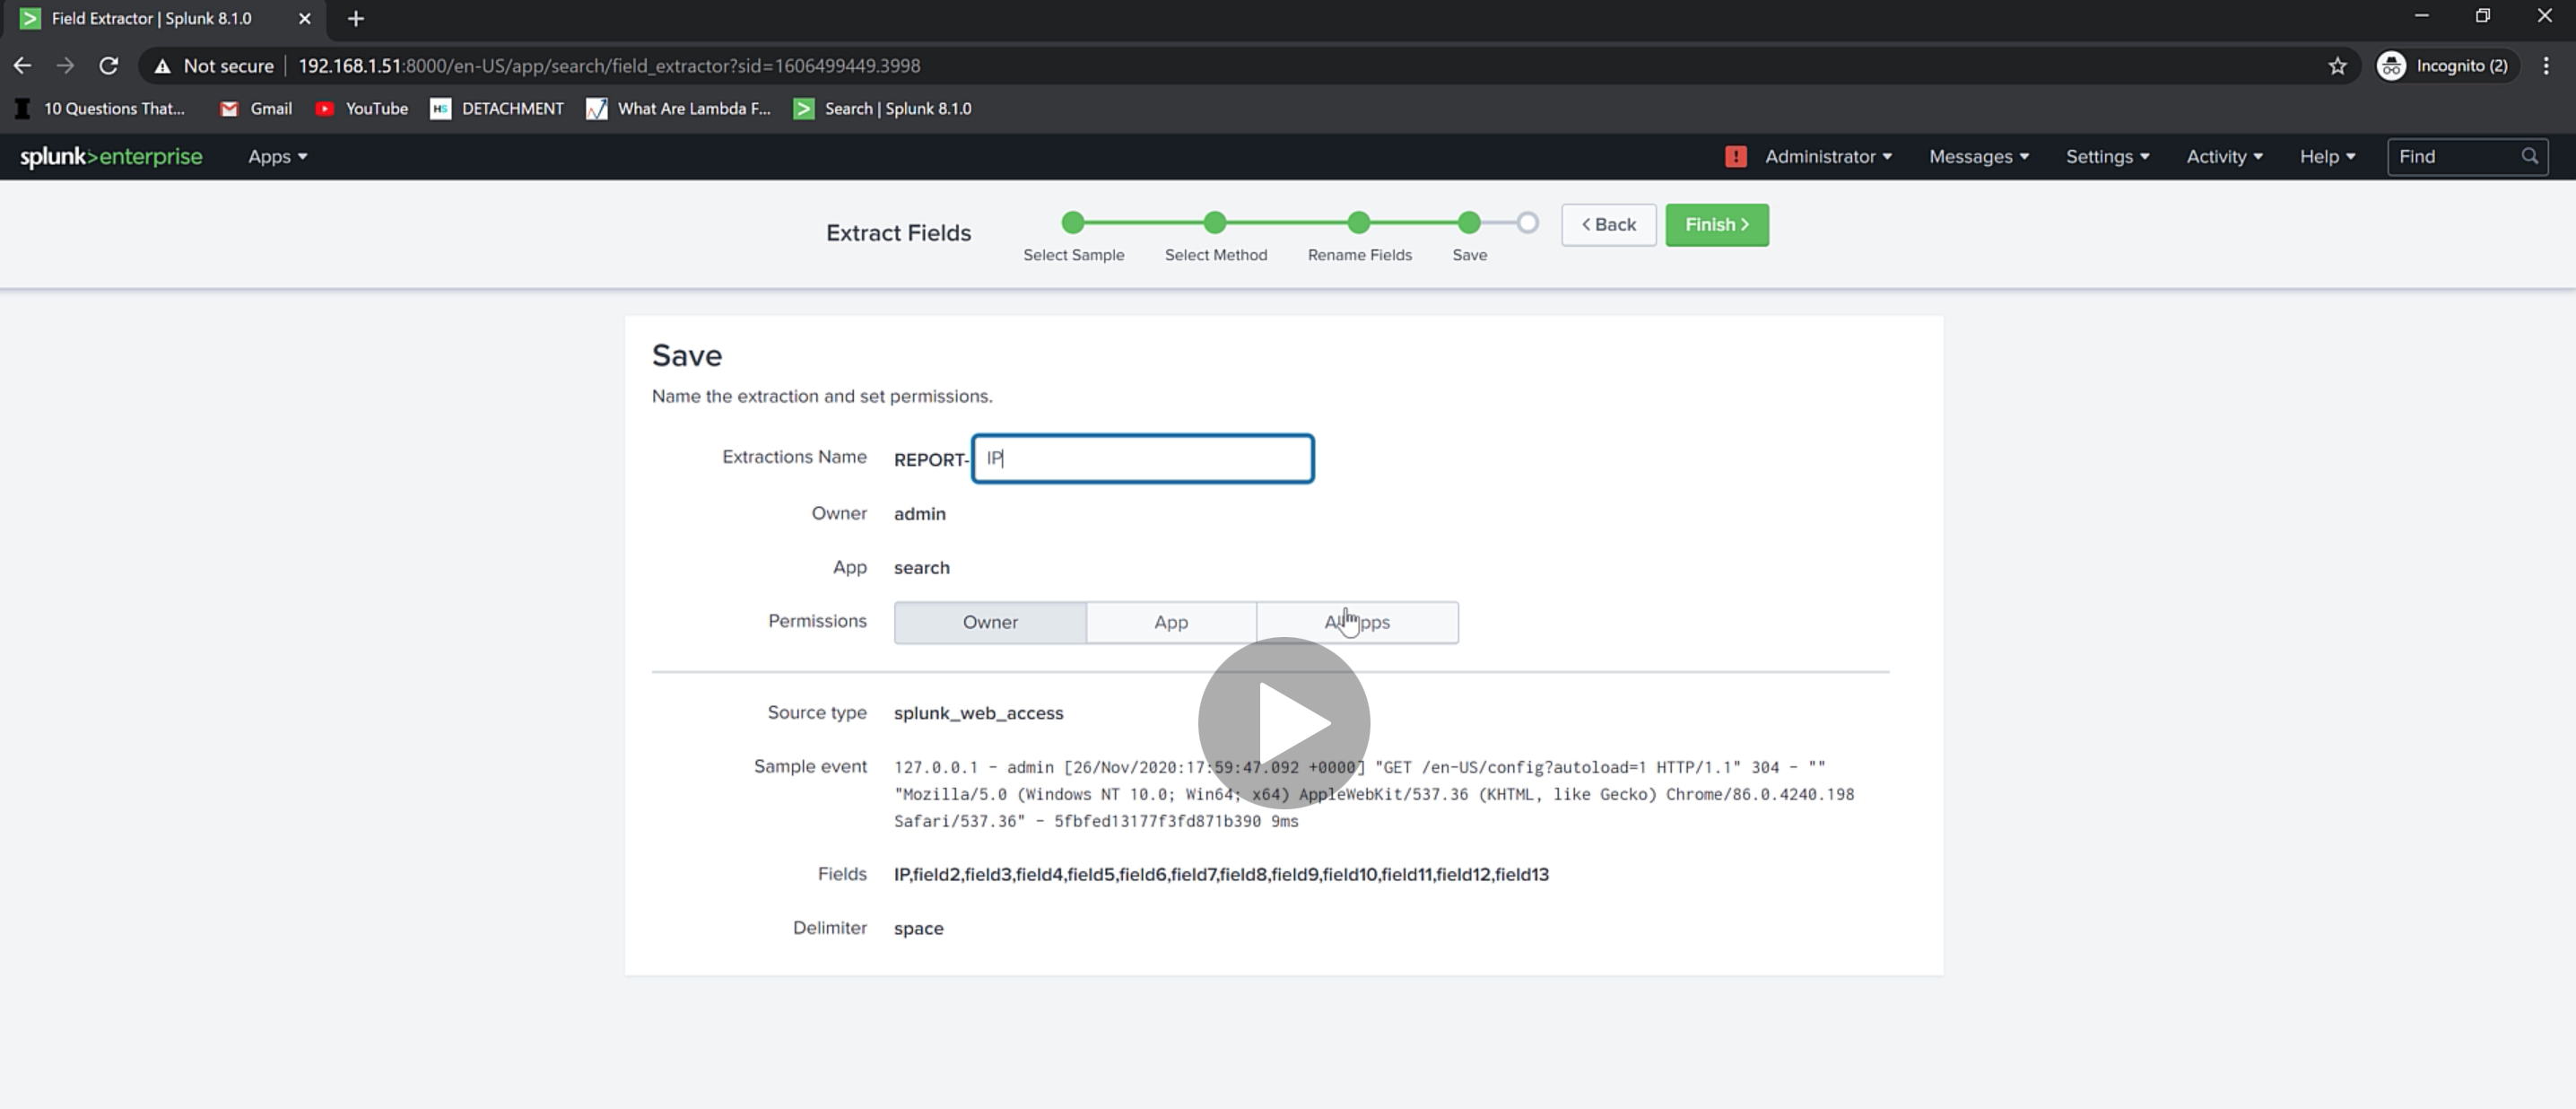 Field Extractor | Splunk 8.1.0
Not secure
192.168.1.51:8000/en-US/app/search/field_extractor?sid=1606499449.3998
Incognito (2)
10 Questions That...
Gmail
YouTube
HS DETACHMENT
What Are Lambda F...
Search | Splunk 8.1.0
splunk>enterprise
Apps
Administrator
Messages
Settings
Activity
Help
Find
Extract Fields
Select Sample
Select Method
Rename Fields
Save
< Back
Finish >
Save
Name the extraction and set permissions.
Extractions Name REPORT- IP
Owner admin
App search
Permissions Owner App
Source type splunk_web_access
Sample event 127.0.0.1 - admin [26/Nov/2020:17:59:47.092 +0000] "GET /en-US/config?autoload=1 HTTP/1.1" 304 - ""
"Mozilla/5.0 (Windows NT 10.0; Win64; x64) AppleWebKit/537.36 (KHTML, like Gecko) Chrome/86.0.4240.198
Safari/537.36" - 5fbfed13177f3fd871b390 9ms
Fields IP,field2,field3,field4,field5,field6,field7,field8,field9,field10,field11,field12,field13
Delimiter space